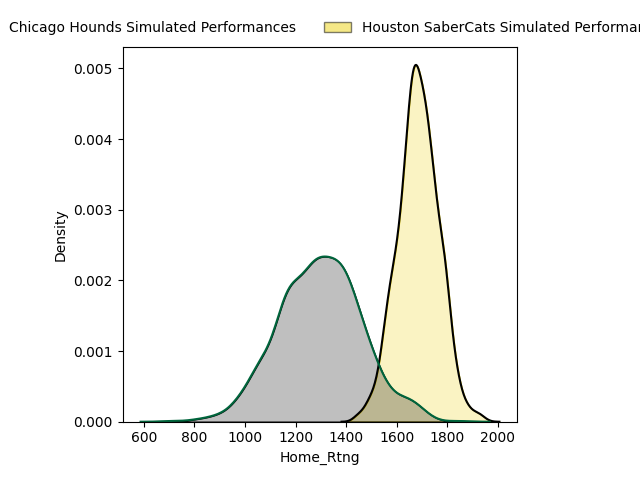 Chicago Hounds Simulated Performances
Houston SaberCats Simulated
Density
0.005
0.004
0.003
0.002
0.001
0.000
600 800 1000 1200 1400 1600 1800 2000
Home_Rtng